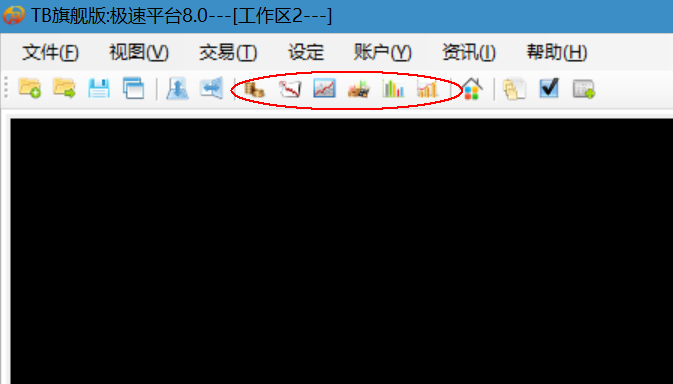 TB旗舰版:极速平台8.0---[工作区2---]
文件(F) 视图(V) 交易(T) 设定 账户(Y) 资讯(I) 帮助(H)